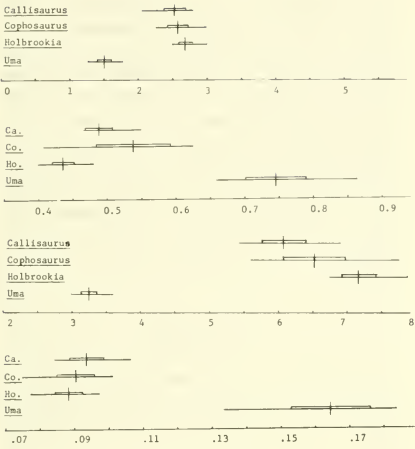 Callisaurus
Cophosaurus
Holbrookia
Uma
0 1 2 3 4 5
Ca.
Co.
Ho.
Uma
0.4 0.5 0.6 0.7 0.8 0.9
Callisaurus
Cophosaurus
Holbrookia
Uma
2 3 4 5 6 7 8
Ca.
Co.
Ho.
Uma
.07 .09 .11 .13 .15 .17